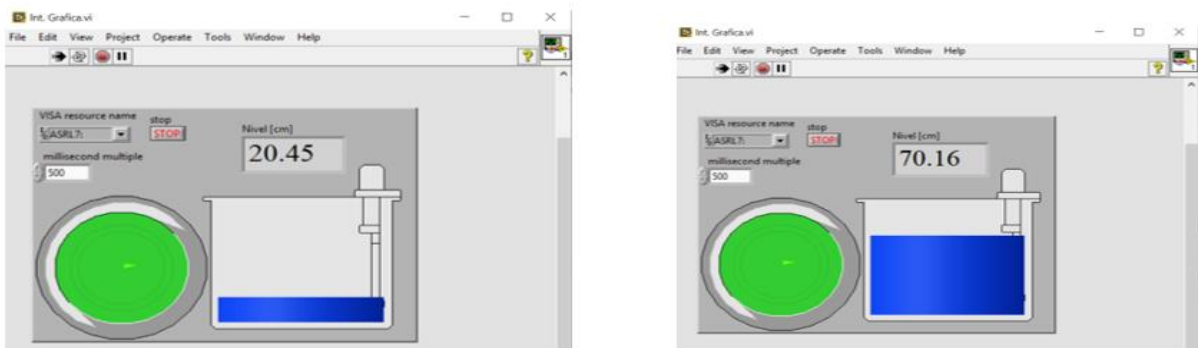 Int. Grafica.vi
File Edit View Project Operate Tools Window Help
VISA resource name
stop
ASRL7:
STOP
Nivel [cm]
20.45
millisecond multiple
500
Int. Grafica.vi
File Edit View Project Operate Tools Window Help
VISA resource name
stop
ASRL7:
STOP
Nivel [cm]
70.16
millisecond multiple
500